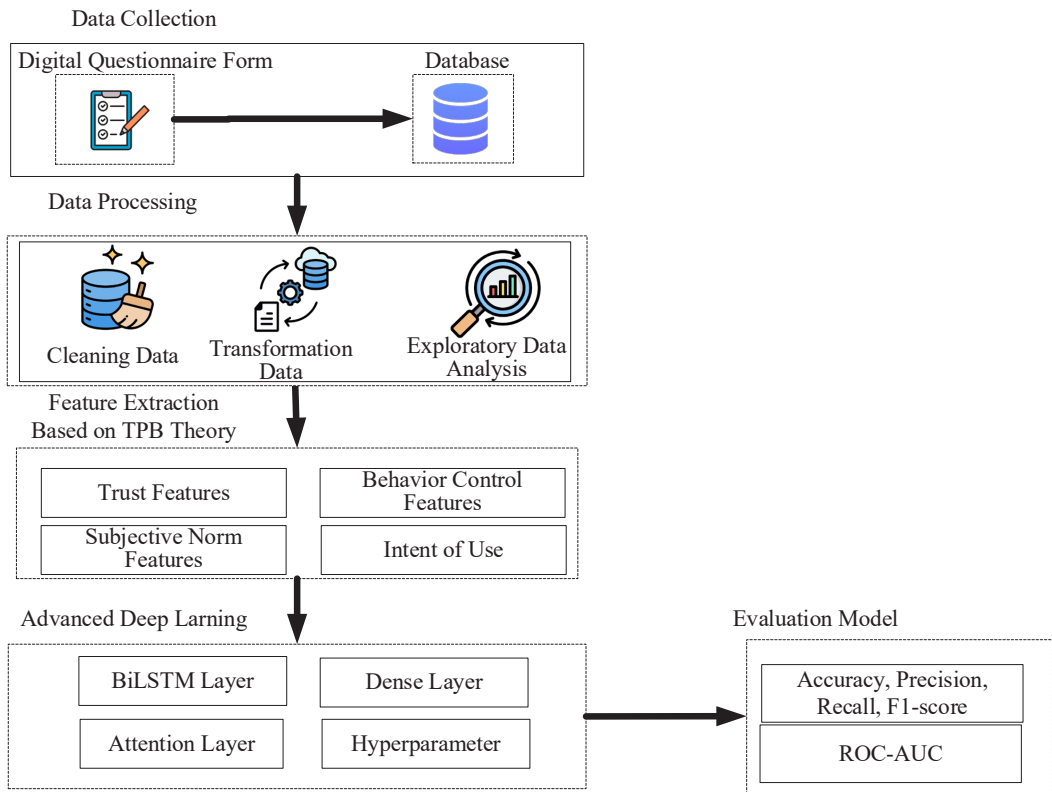 Data Collection
Digital Questionnaire Form
Database
Data Processing
Cleaning Data
Transformation
Data
Exploratory Data
Analysis
Feature Extraction
Based on TPB Theory
Trust Features
Behavior Control
Features
Subjective Norm
Features
Intent of Use
Advanced Deep Larning
BiLSTM Layer
Dense Layer
Attention Layer
Hyperparameter
Evaluation Model
Accuracy, Precision,
Recall, F1-score
ROC-AUC